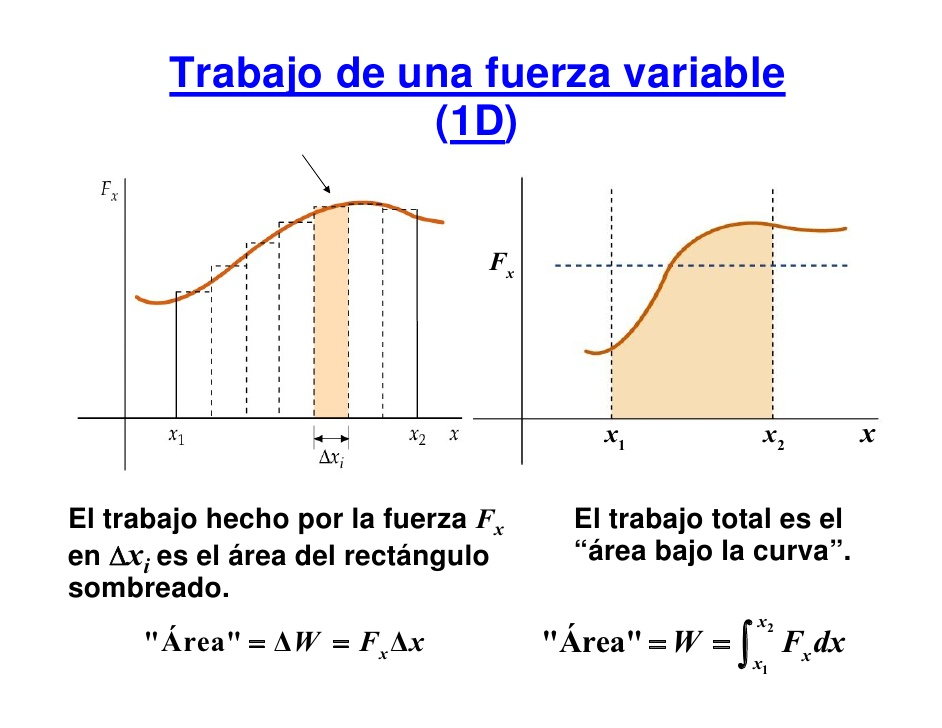 Trabajo de una fuerza variable
(1D)
Fₓ
x₁
x₂
x
Δxᵢ
Fₓ
x₁
x₂
x
El trabajo hecho por la fuerza Fₓ
en Δxᵢ es el área del rectángulo
sombreado.
"Área" = ΔW = FₓΔx
El trabajo total es el
“área bajo la curva”.
"Área" = W = ∫ₓ₁ˣ² Fₓdx